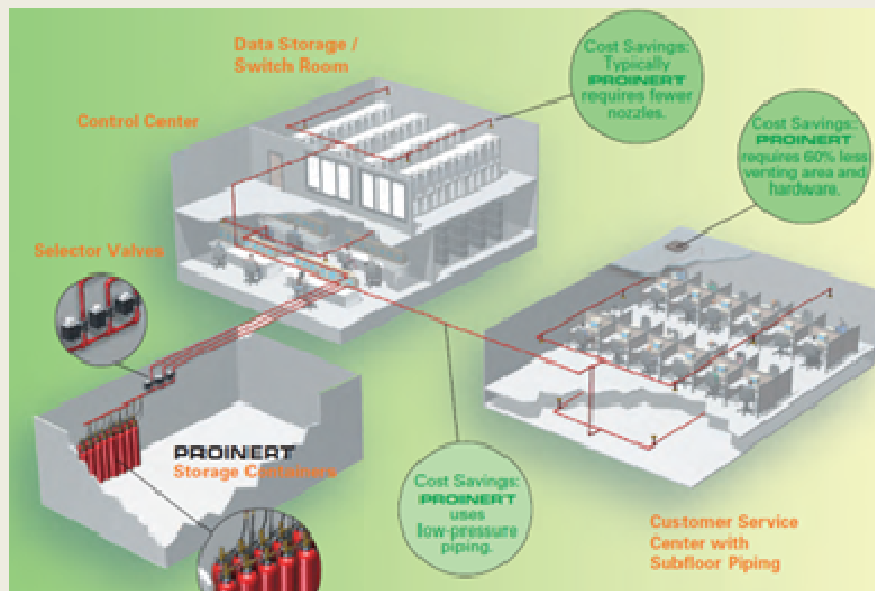 Data Storage /
Switch Room
Control Center
Selector Valves
PROINERT
Storage Containers
Cost Savings:
Typically
PROINERT
requires fewer
nozzles.
Cost Savings:
PROINERT
requires 60% less
venting area and
hardware.
Cost Savings:
PROINERT
uses
low-pressure
piping.
Customer Service
Center with
Subfloor Piping